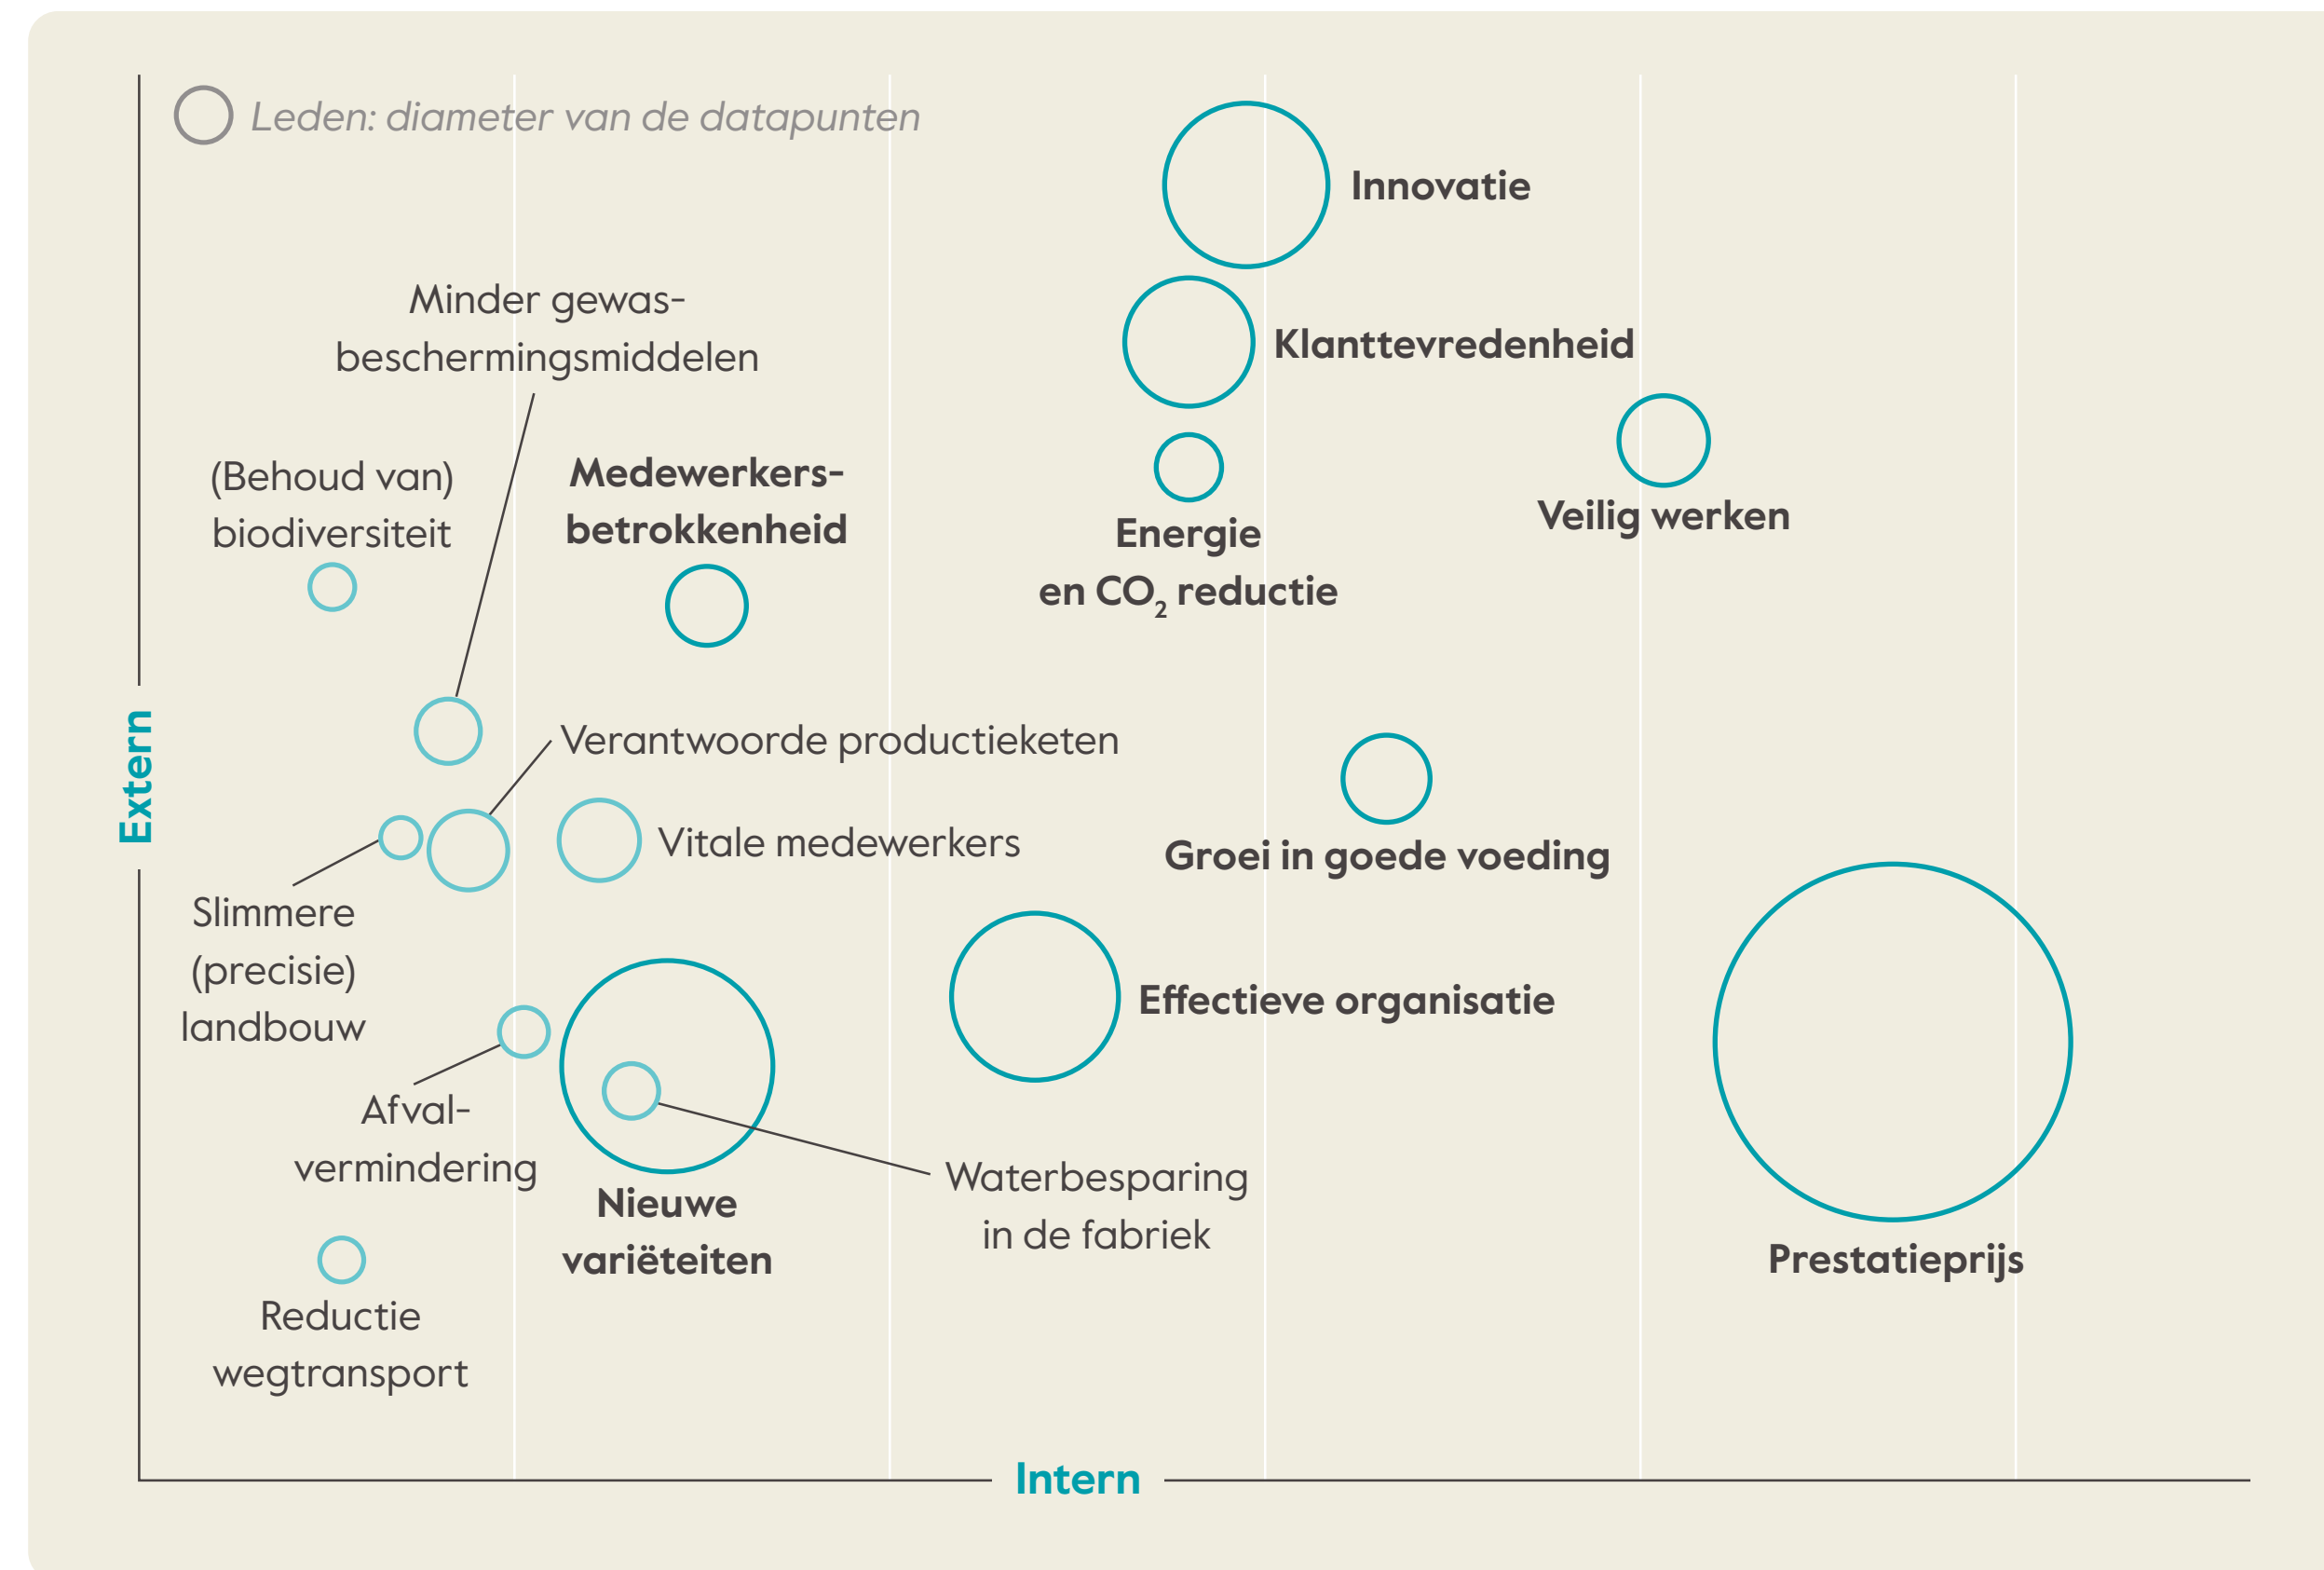 Leden: diameter van de datapunten
Innovatie
Minder gewas-
beschermingsmiddelen
Klanttevredenheid
(Behoud van)
biodiversiteit
Medewerkers-
betrokkenheid
Energie
en CO₂ reductie
Veilig werken
Extern
Verantwoorde productieketen
Vitale medewerkers
Groei in goede voeding
Slimmere
(precisie)
landbouw
Effectieve organisatie
Afval-
vermindering
Nieuwe
variëteiten
Waterbesparing
in de fabriek
Prestatieprijs
Reductie
wegtransport
Intern